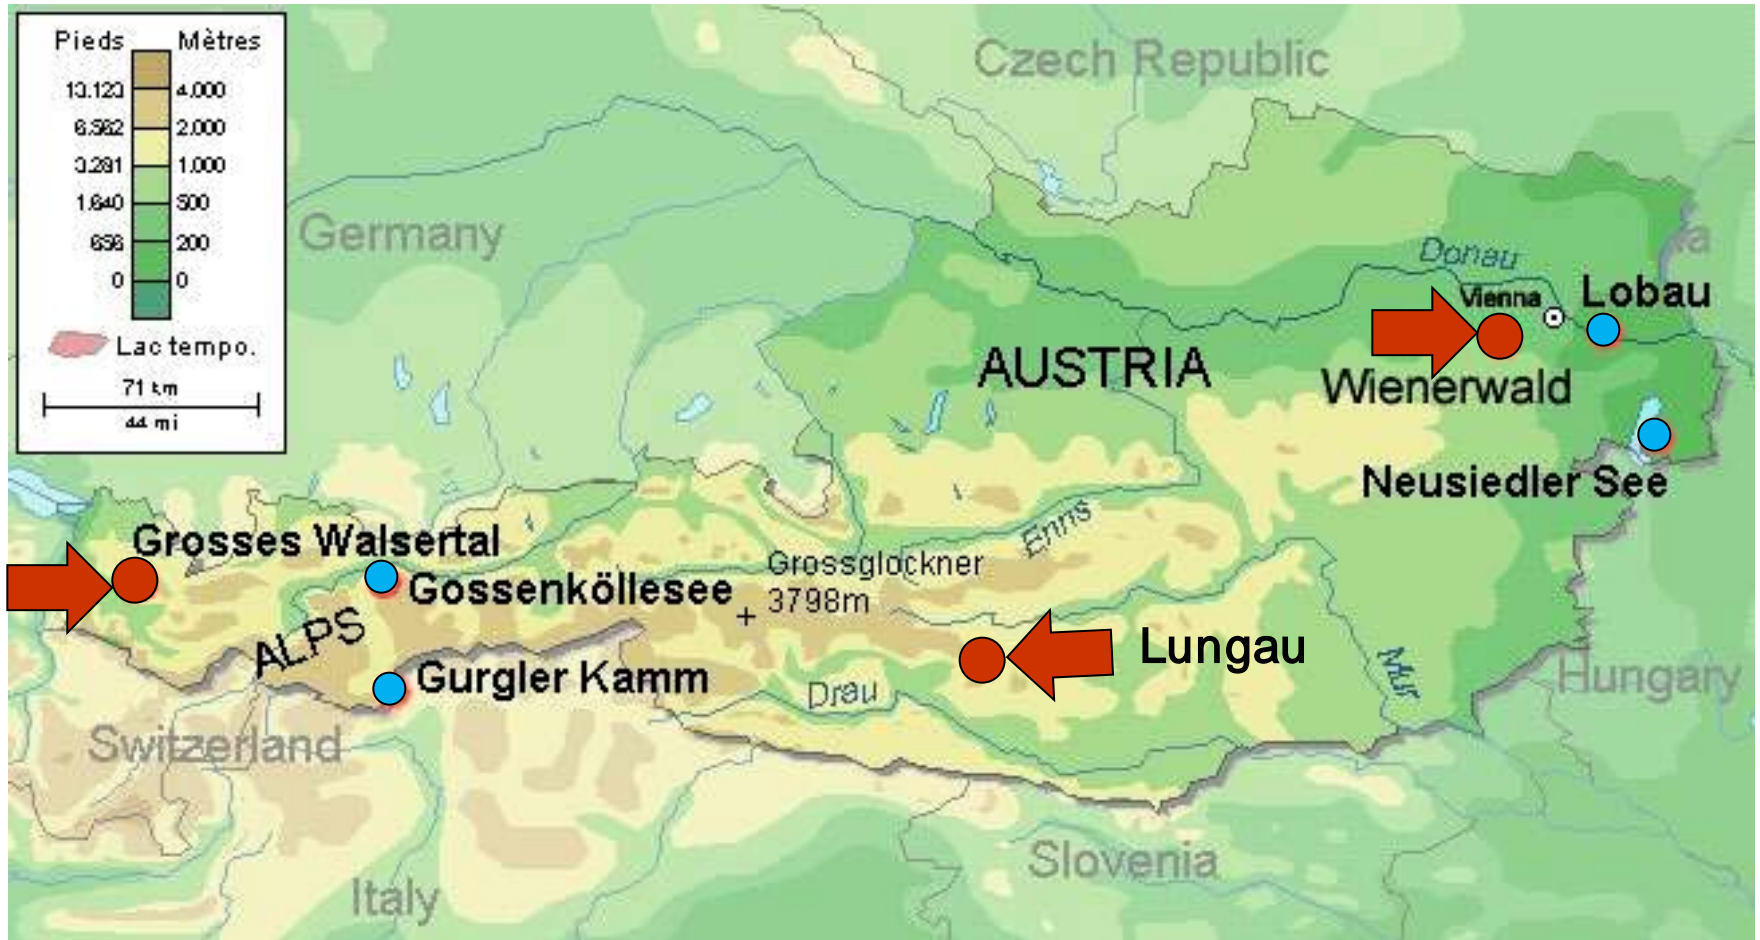 Pieds Mètres
13.123 4.000
6.562 2.000
3.281 1.000
1.640 500
656 200
0 0
Lac tempo.
71 km
44 mi
Czech Republic
Germany
Donau
Vienna
Lobau
AUSTRIA
Wienerwald
Neusiedler See
Grosses Walsertal
Enns
Grossglockner
3798m
Gossenköllesee
ALPS
Lungau
Gurgler Kamm
Drau
Mur
Hungary
Switzerland
Slovenia
Italy